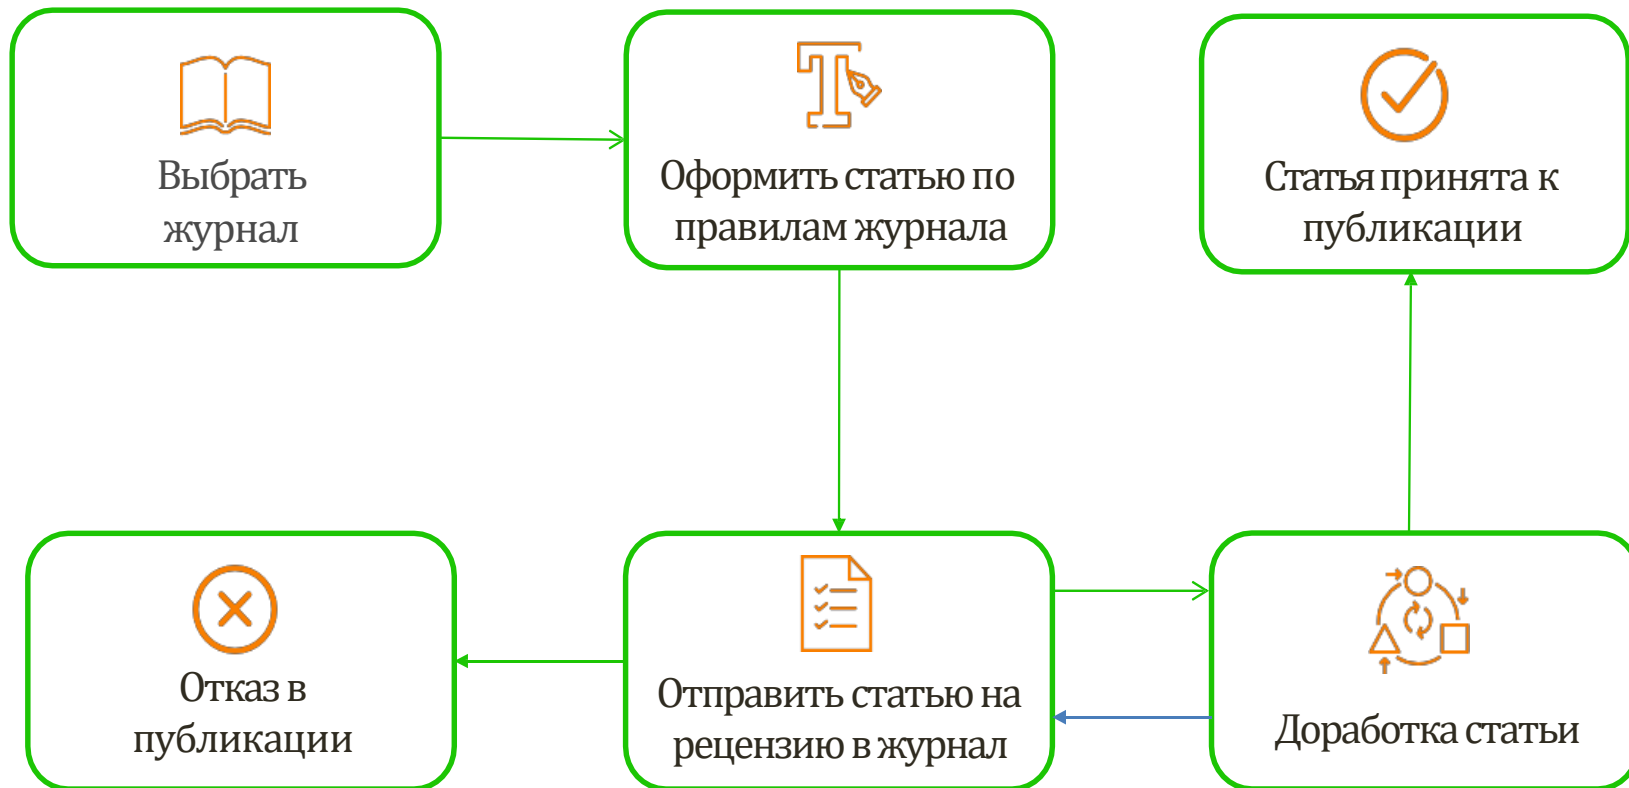 Выбрать
журнал
Оформить статью по
правилам журнала
Статья принята к
публикации
Отказ в
публикации
Отправить статью на
рецензию в журнал
Доработка статьи